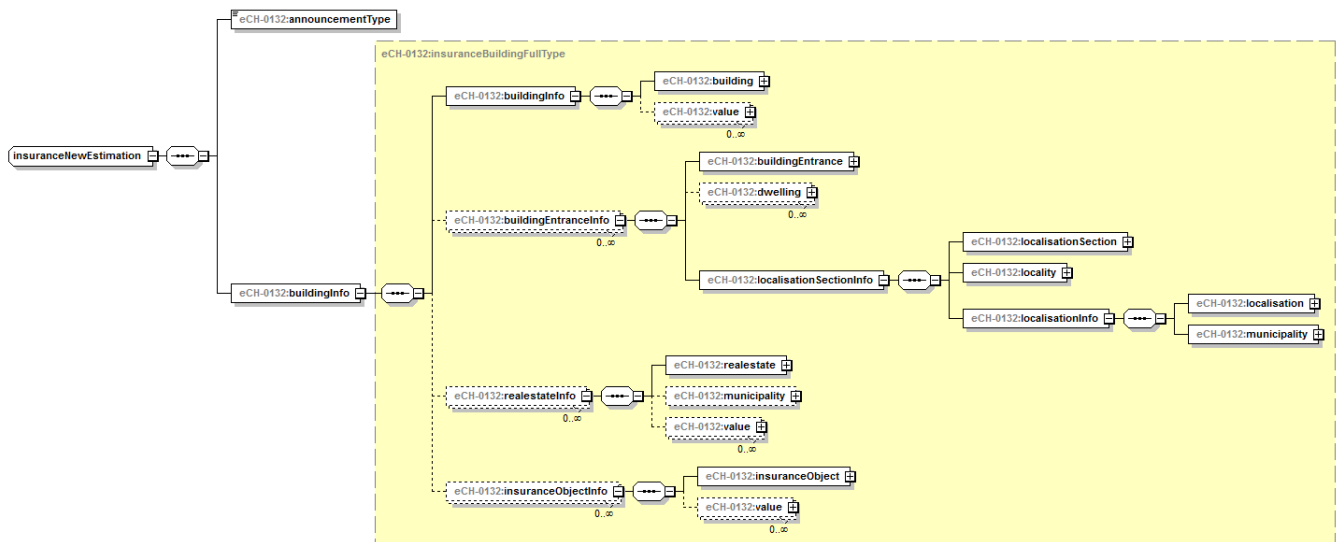 eCH-0132:announcementType
eCH-0132:insuranceBuildingFullType
eCH-0132:building
eCH-0132:buildingInfo
eCH-0132:value
0..∞
insuranceNewEstimation
eCH-0132:buildingEntrance
eCH-0132:dwelling
0..∞
eCH-0132:buildingEntranceInfo
0..∞
eCH-0132:localisationSection
eCH-0132:locality
eCH-0132:localisationSectionInfo
eCH-0132:buildingInfo
eCH-0132:localisation
eCH-0132:localisationInfo
eCH-0132:municipality
eCH-0132:realestate
eCH-0132:realestateInfo
0..∞
eCH-0132:municipality
eCH-0132:value
0..∞
eCH-0132:insuranceObject
eCH-0132:insuranceObjectInfo
0..∞
eCH-0132:value
0..∞